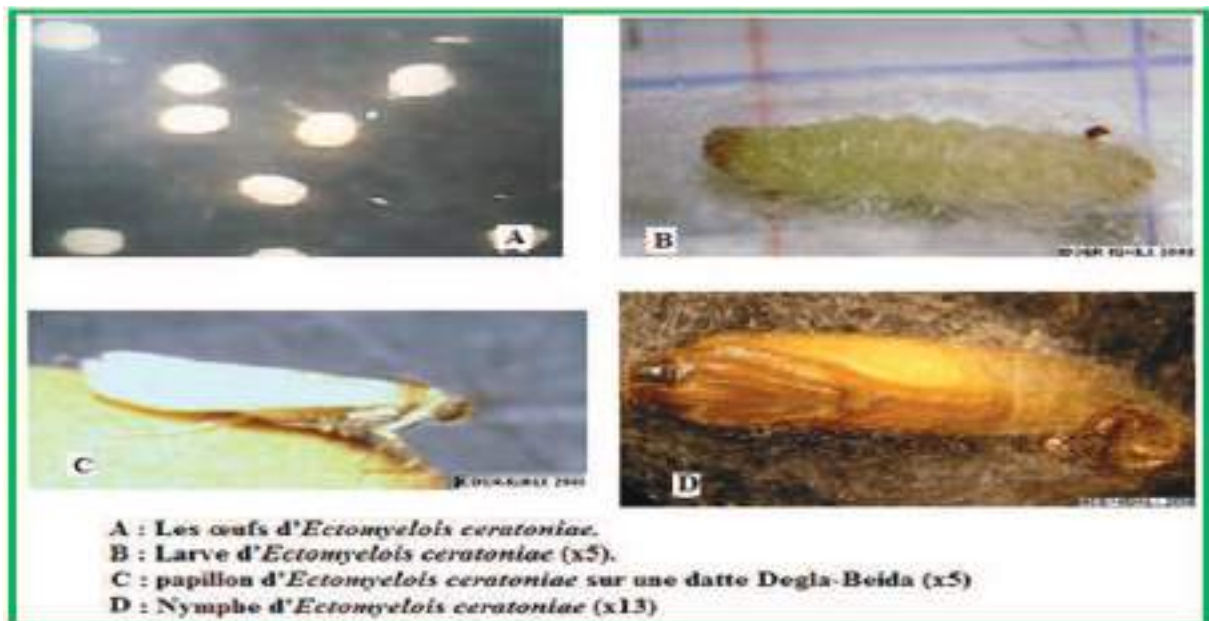 A
B
C
D
A : Les œufs d'Ectomyelois ceratoniae.
B : Larve d'Ectomyelois ceratoniae (x5).
C : papillon d'Ectomyelois ceratoniae sur une datte Degla-Beida (x5)
D : Nymphe d'Ectomyelois ceratoniae (x13)